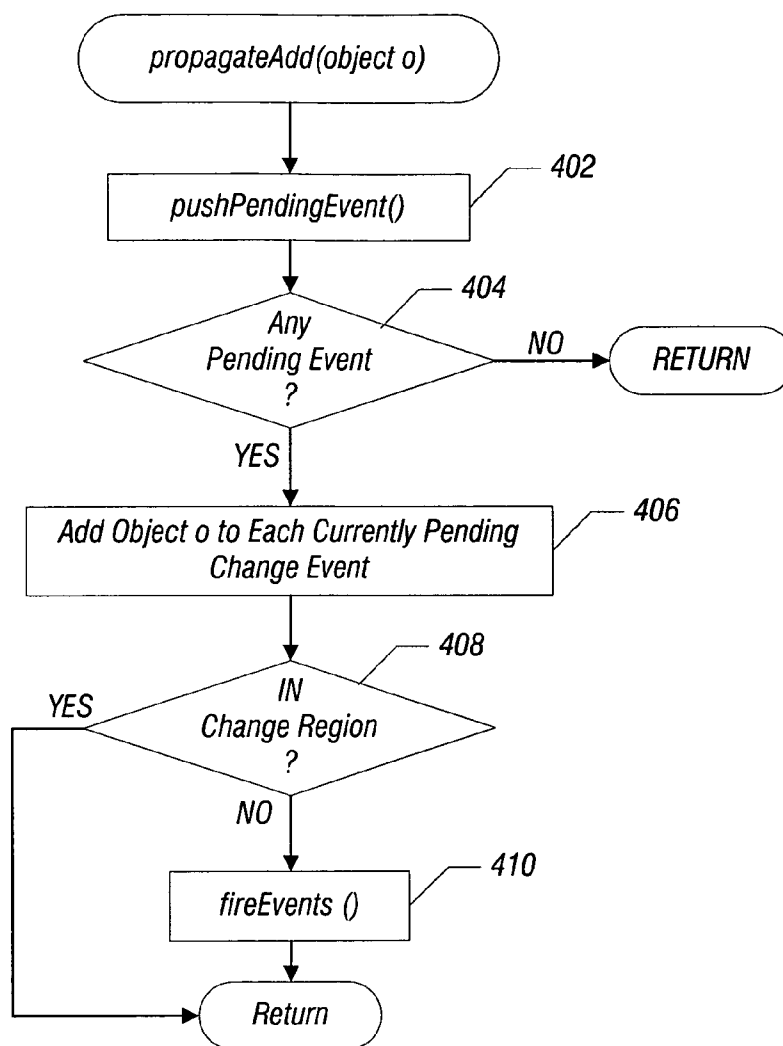 propagateAdd(object o)
402
pushPendingEvent()
404
Any
Pending Event
?
NO
RETURN
YES
406
Add Object o to Each Currently Pending
Change Event
408
YES
IN
Change Region
?
NO
410
fireEvents ()
Return